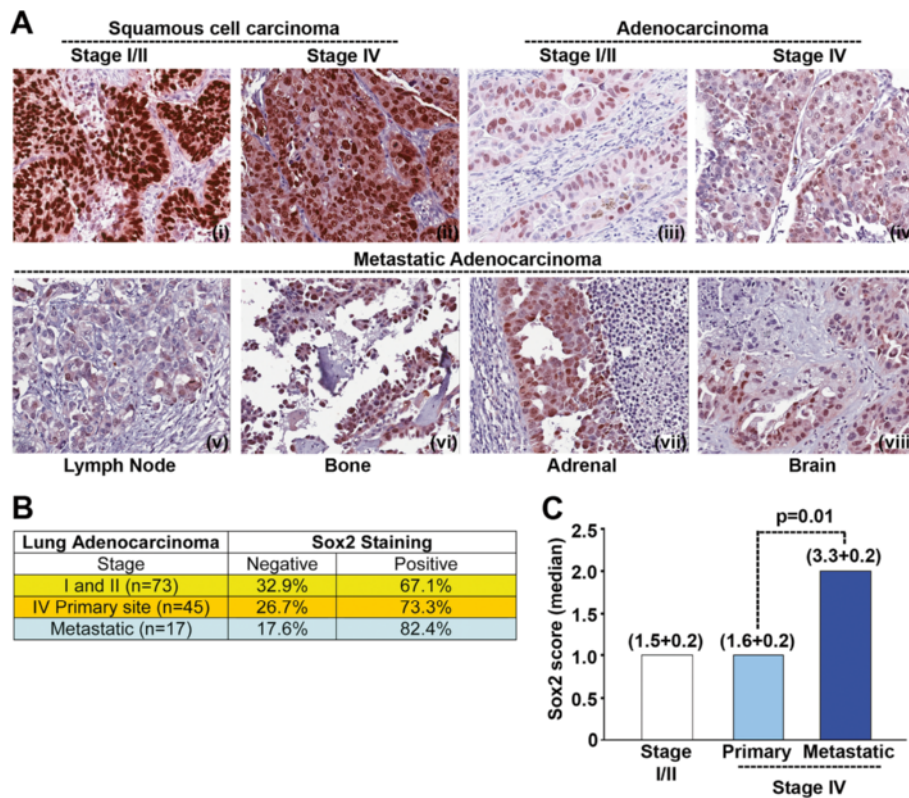 A
Squamous cell carcinoma
Adenocarcinoma
Stage I/II
Stage IV
Stage I/II
Stage IV
(i)
(ii)
(iii)
(iv
Metastatic Adenocarcinoma
(v)
(vi)
(vii)
(viii
Lymph Node
Bone
Adrenal
Brain
B
Lung Adenocarcinoma Sox2 Staining
Stage Negative Positive
I and II (n=73) 32.9% 67.1%
IV Primary site (n=45) 26.7% 73.3%
Metastatic (n=17) 17.6% 82.4%
C
p=0.01
Sox2 score (median)
2.5
2.0
1.5
1.0
0.5
0
(1.5+0.2)
(1.6+0.2)
(3.3+0.2)
Stage
I/II
Primary
Metastatic
Stage IV